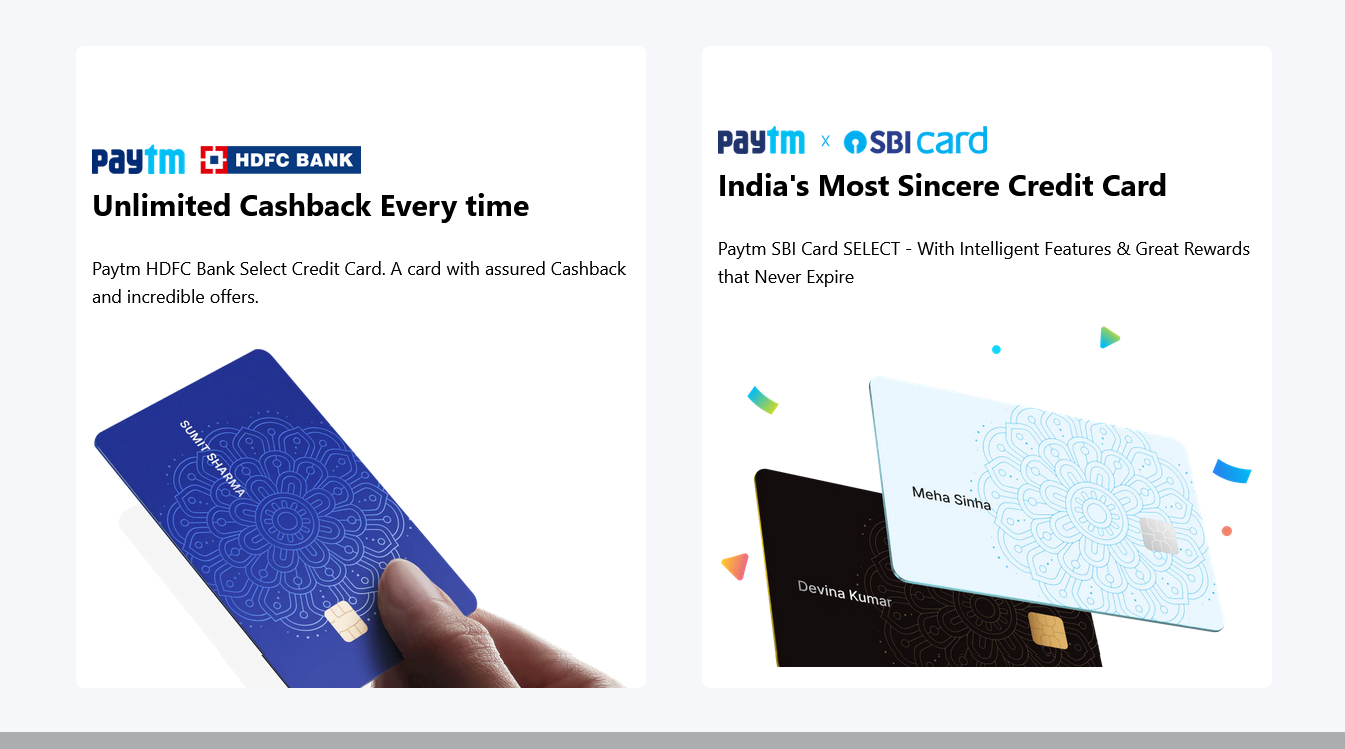 paytm HDFC BANK
Unlimited Cashback Every time
Paytm HDFC Bank Select Credit Card. A card with assured Cashback
and incredible offers.
SUMIT SHARMA
paytm x SBI card
India's Most Sincere Credit Card
Paytm SBI Card SELECT - With Intelligent Features & Great Rewards
that Never Expire
Meha Sinha
Devina Kumar